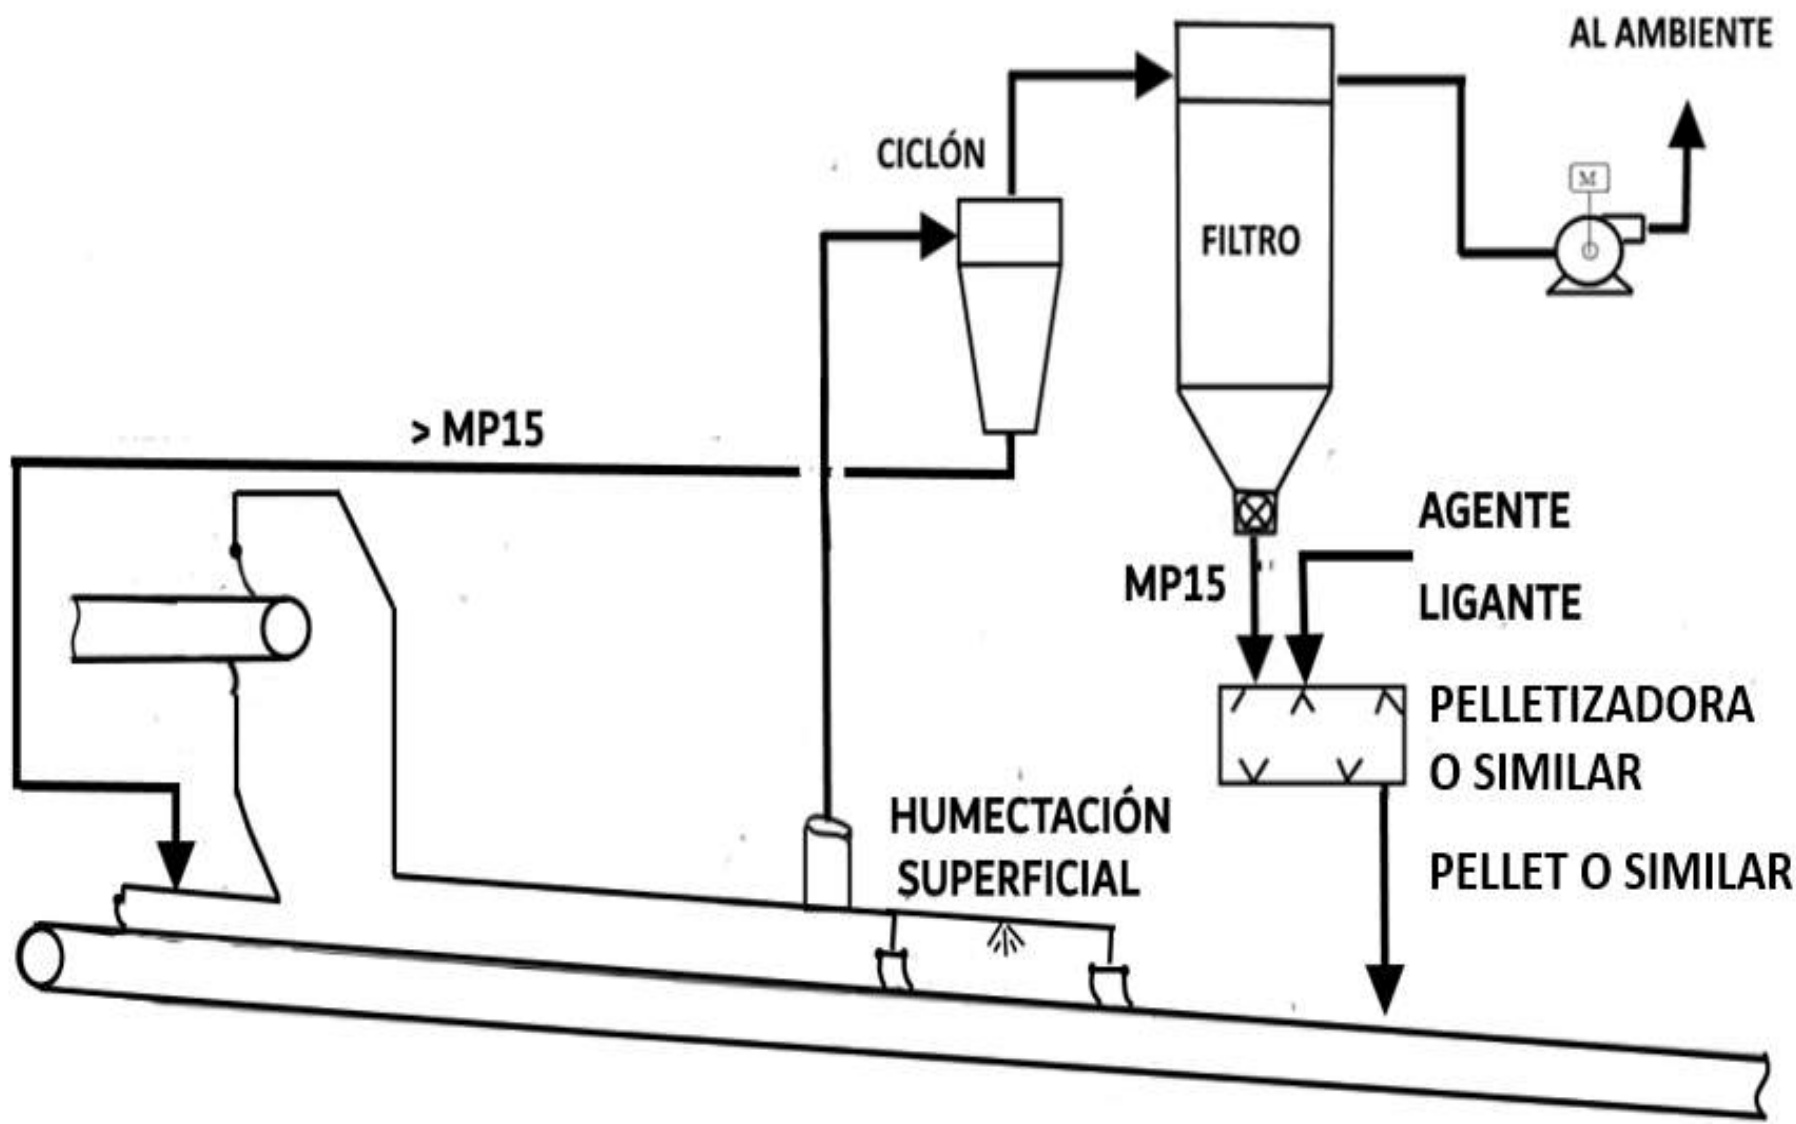 AL AMBIENTE
CICLÓN
M
FILTRO
> MP15
AGENTE
MP15
LIGANTE
PELLETIZADORA
O SIMILAR
HUMECTACIÓN
SUPERFICIAL
PELLET O SIMILAR